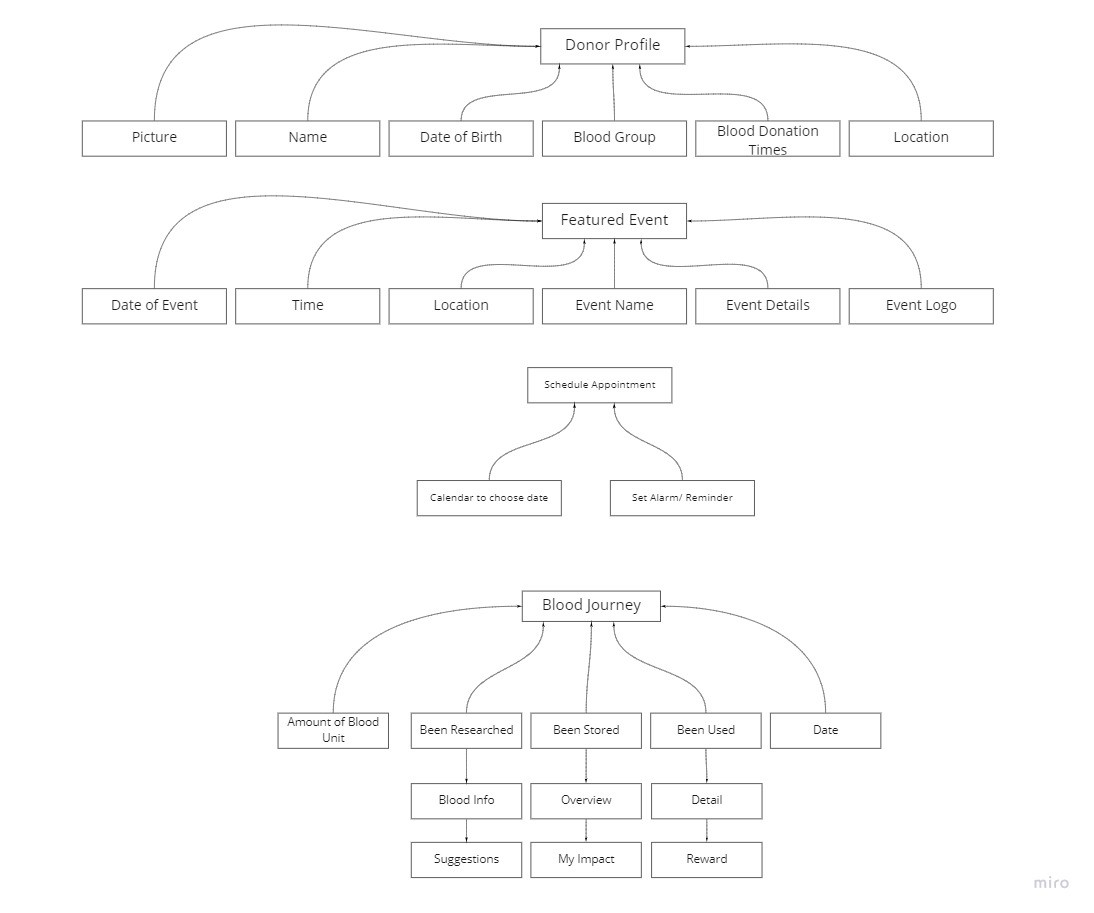 Donor Profile
Picture
Name
Date of Birth
Blood Group
Blood Donation
Times
Location
Featured Event
Date of Event
Time
Location
Event Name
Event Details
Event Logo
Schedule Appointment
Calendar to choose date
Set Alarm/ Reminder
Blood Journey
Amount of Blood
Unit
Been Researched
Been Stored
Been Used
Date
Blood Info
Overview
Detail
Suggestions
My Impact
Reward
miro